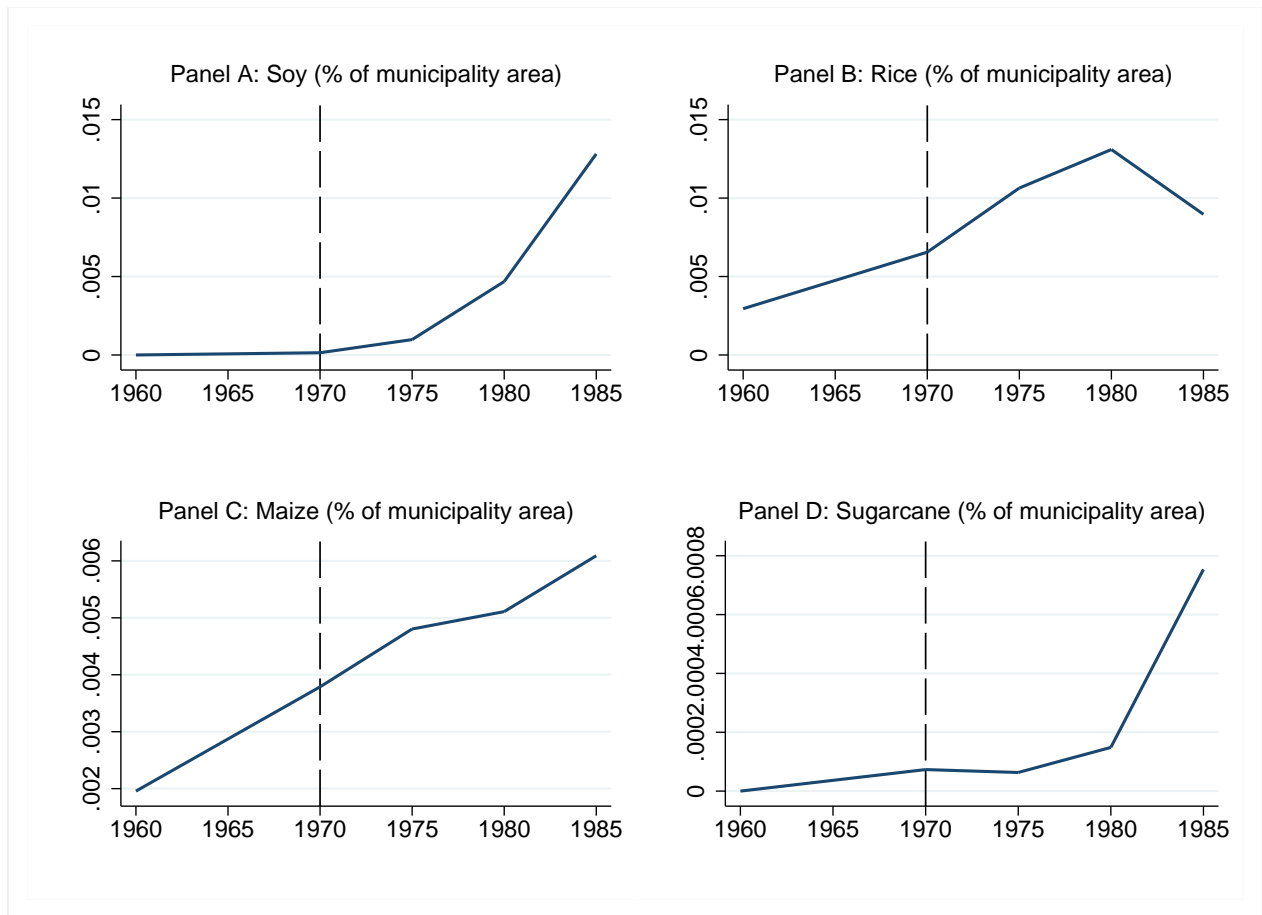 Panel A: Soy (% of municipality area)
.015
.01
.005
0
1960 1965 1970 1975 1980 1985
Panel B: Rice (% of municipality area)
.015
.01
.005
0
1960 1965 1970 1975 1980 1985
Panel C: Maize (% of municipality area)
.006
.005
.004
.003
.002
1960 1965 1970 1975 1980 1985
Panel D: Sugarcane (% of municipality area)
.0008
.0006
.0004
.0002
0
1960 1965 1970 1975 1980 1985